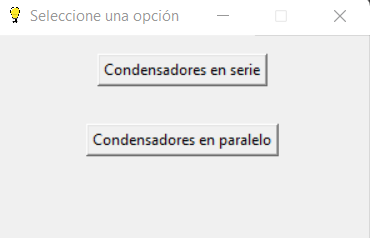 Seleccione una opción
Condensadores en serie
Condensadores en paralelo